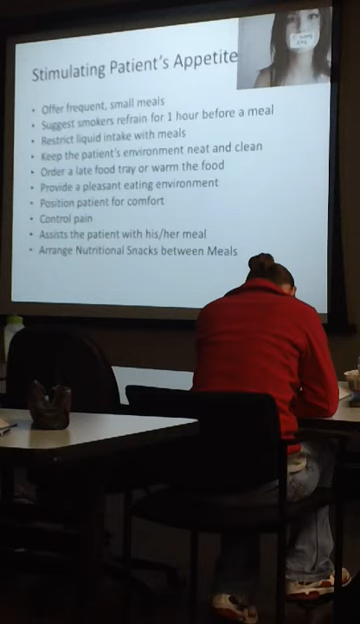 Stimulating Patient's Appetite
• Offer frequent, small meals
• Suggest smokers refrain for 1 hour before a meal
• Restrict liquid intake with meals
• Keep the patient's environment neat and clean
• Order a late food tray or warm the food
• Provide a pleasant eating environment
• Position patient for comfort
• Control pain
• Assists the patient with his/her meal
• Arrange Nutritional Snacks between Meals